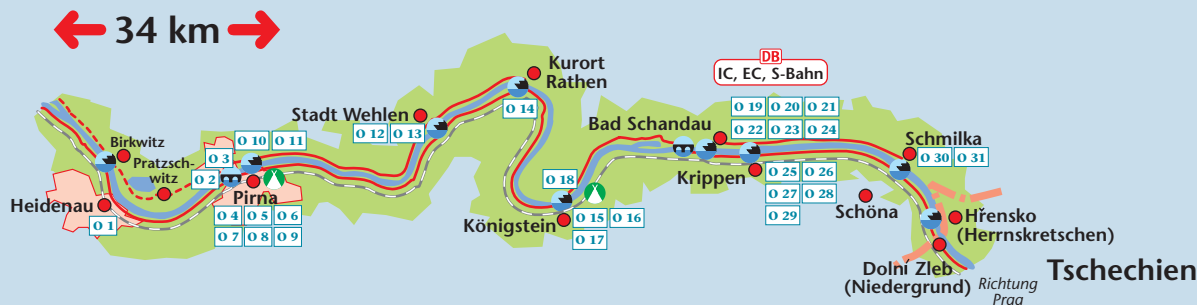 34 km
Birkwitz
Pratzsch-
witz
Heidenau
O 1
O 2
O 3
O 10 O 11
Pirna
O 4 O 5 O 6
O 7 O 8 O 9
Stadt Wehlen
O 12 O 13
Kurort
Rathen
O 14
O 18
Königstein
O 15 O 16
O 17
DB
IC, EC, S-Bahn
Bad Schandau
O 19 O 20 O 21
O 22 O 23 O 24
Krippen
O 25 O 26
O 27 O 28
O 29
Schmilka
O 30 O 31
Schöna
Hřensko
(Herrnskretschen)
Dolní Zleb
(Niedergrund)
Richtung
Prag
Tschechien